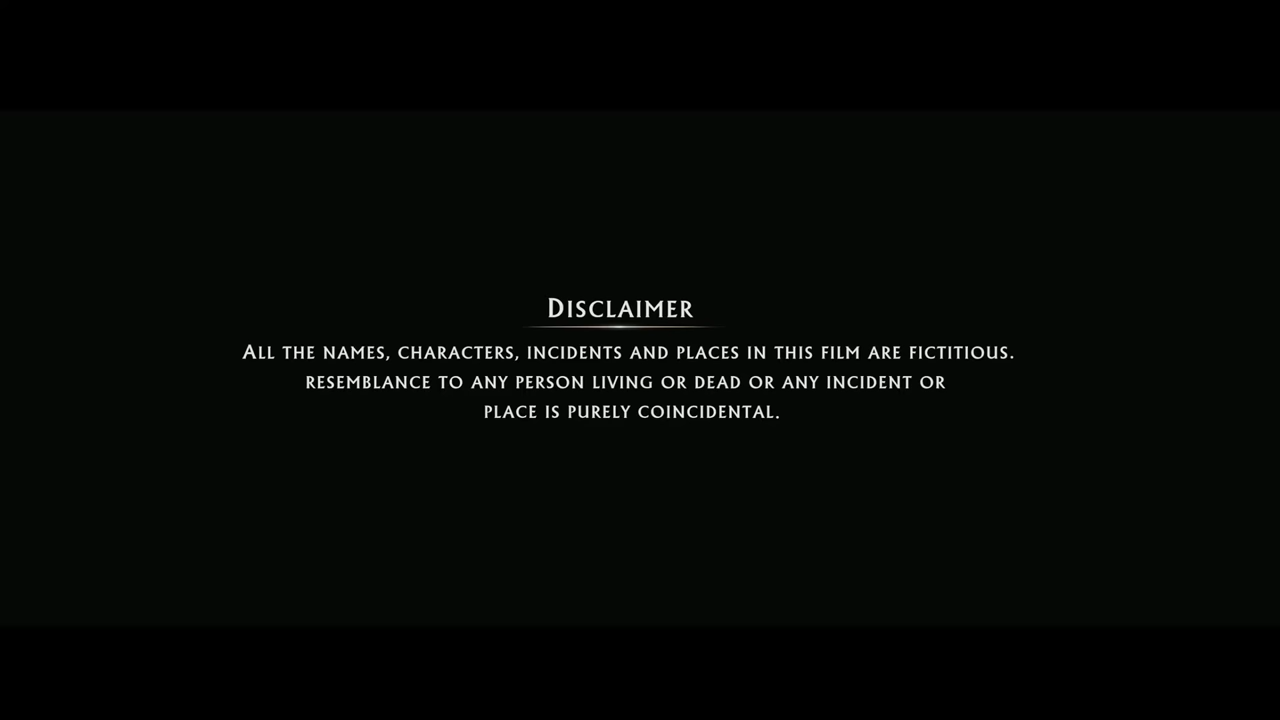 Disclaimer
All the names, characters, incidents and places in this film are fictitious.
resemblance to any person living or dead or any incident or
place is purely coincidental.